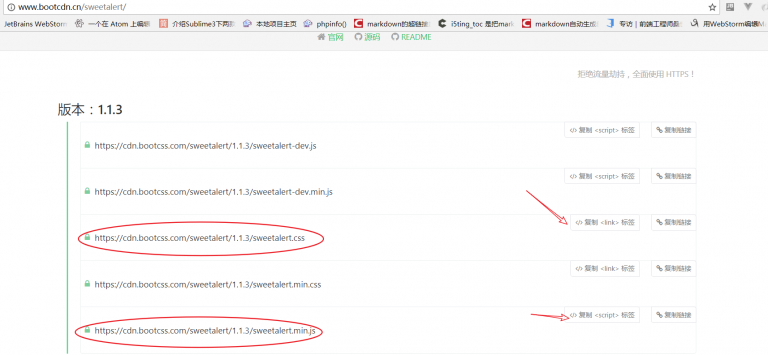 www.bootcdn.cn/sweetalert/
JetBrains WebStorm 一个在 Atom 上编辑 介绍Sublime3下两款 本地项目主页 phpinfo() markdown的超链接 i5ting_toc 是把mark markdown自动生成 专访 | 前端工程师颜 用WebStorm编辑M
官网 源码 README
拒绝流量劫持，全面使用 HTTPS！
版本：1.1.3
</> 复制 <script> 标签 复制链接
https://cdn.bootcss.com/sweetalert/1.1.3/sweetalert-dev.js
</> 复制 <script> 标签 复制链接
https://cdn.bootcss.com/sweetalert/1.1.3/sweetalert-dev.min.js
</> 复制 <link> 标签 复制链接
https://cdn.bootcss.com/sweetalert/1.1.3/sweetalert.css
</> 复制 <link> 标签 复制链接
https://cdn.bootcss.com/sweetalert/1.1.3/sweetalert.min.css
</> 复制 <script> 标签 复制链接
https://cdn.bootcss.com/sweetalert/1.1.3/sweetalert.min.js